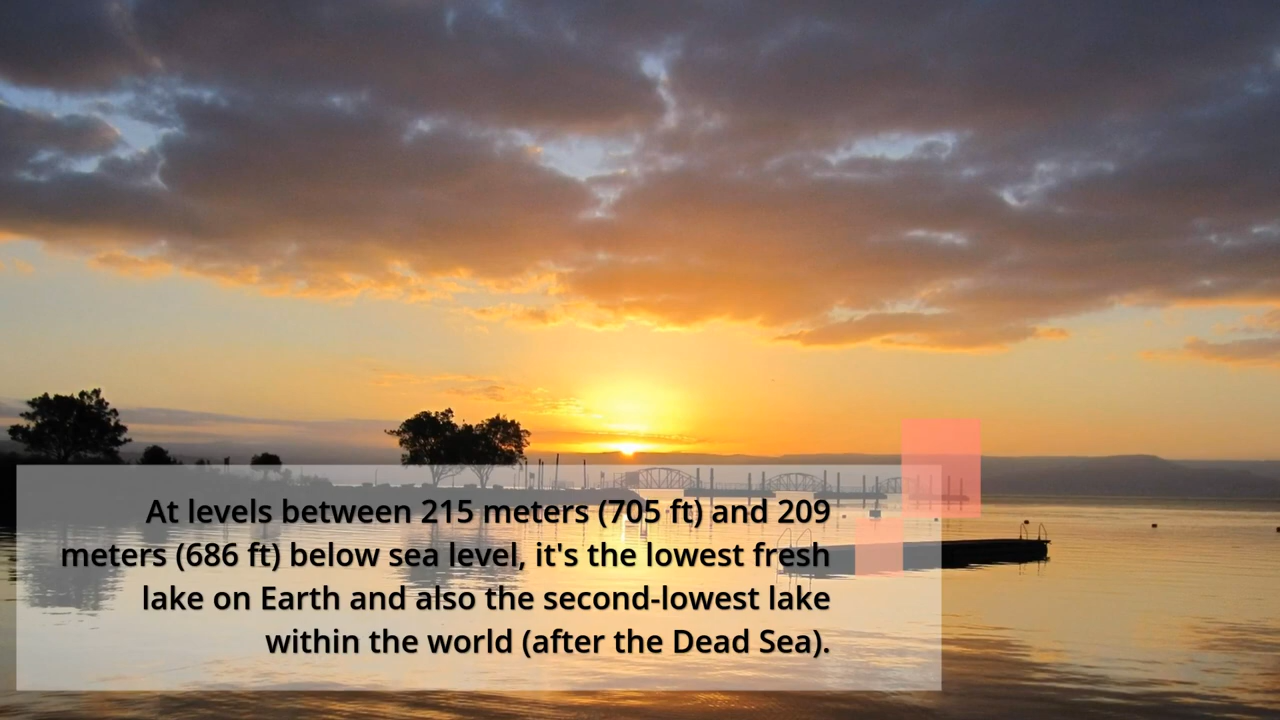 At levels between 215 meters (705 ft) and 209
meters (686 ft) below sea level, it's the lowest fresh
lake on Earth and also the second-lowest lake
within the world (after the Dead Sea).